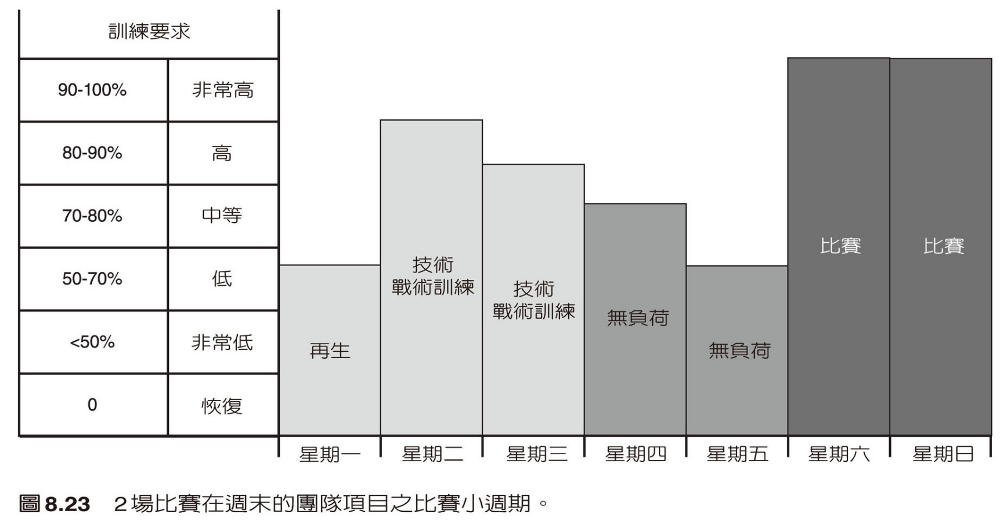 訓練要求
90-100% 非常高
80-90% 高
70-80% 中等
50-70% 低
<50% 非常低
0 恢復
再生
技術
戰術訓練
技術
戰術訓練
無負荷
無負荷
比賽
比賽
星期一 星期二 星期三 星期四 星期五 星期六 星期日
圖8.23 2場比賽在週末的團隊項目之比賽小週期。